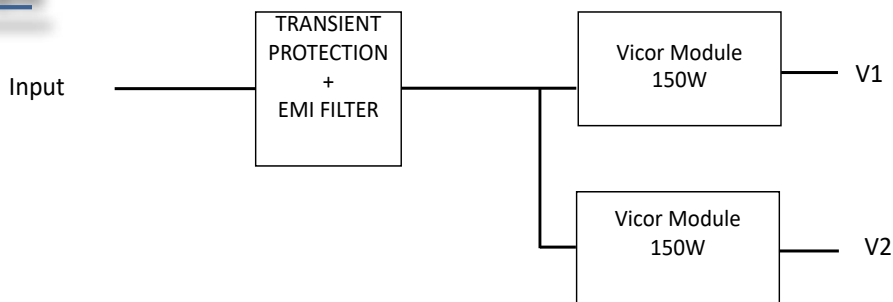 TRANSIENT
PROTECTION
+
EMI FILTER
Input
Vicor Module
150W
V1
Vicor Module
150W
V2